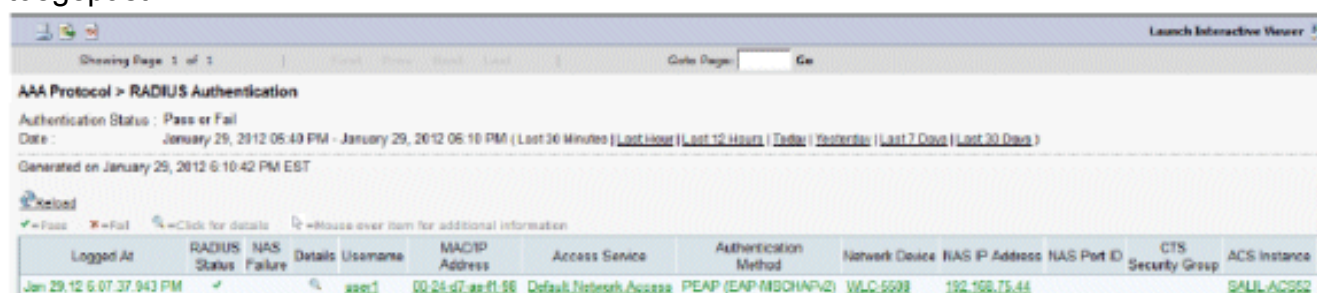 Launch Interactive Viewer
Showing Page 1 of 1 | First Prev Next Last | Goto Page: Go
AAA Protocol > RADIUS Authentication
Authentication Status : Pass or Fail
Date : January 29, 2012 05:40 PM - January 29, 2012 06:10 PM ( Last 30 Minutes | Last Hour | Last 12 Hours | Today | Yesterday | Last 7 Days | Last 30 Days )
Generated on January 29, 2012 6:10:42 PM EST
Reload
✔=Pass ✖=Fail =Click for details =Mouse over item for additional information
Logged At RADIUS Status NAS Failure Details Username MAC/IP Address Access Service Authentication Method Network Device NAS IP Address NAS Port ID CTS Security Group ACS Instance
Jan 29,12 6:07:37.943 PM ✔ user1 Default Network Access PEAP (EAP-MSCHAPv2) WLC-5508 192.168.75.44 SALIL-ACS52